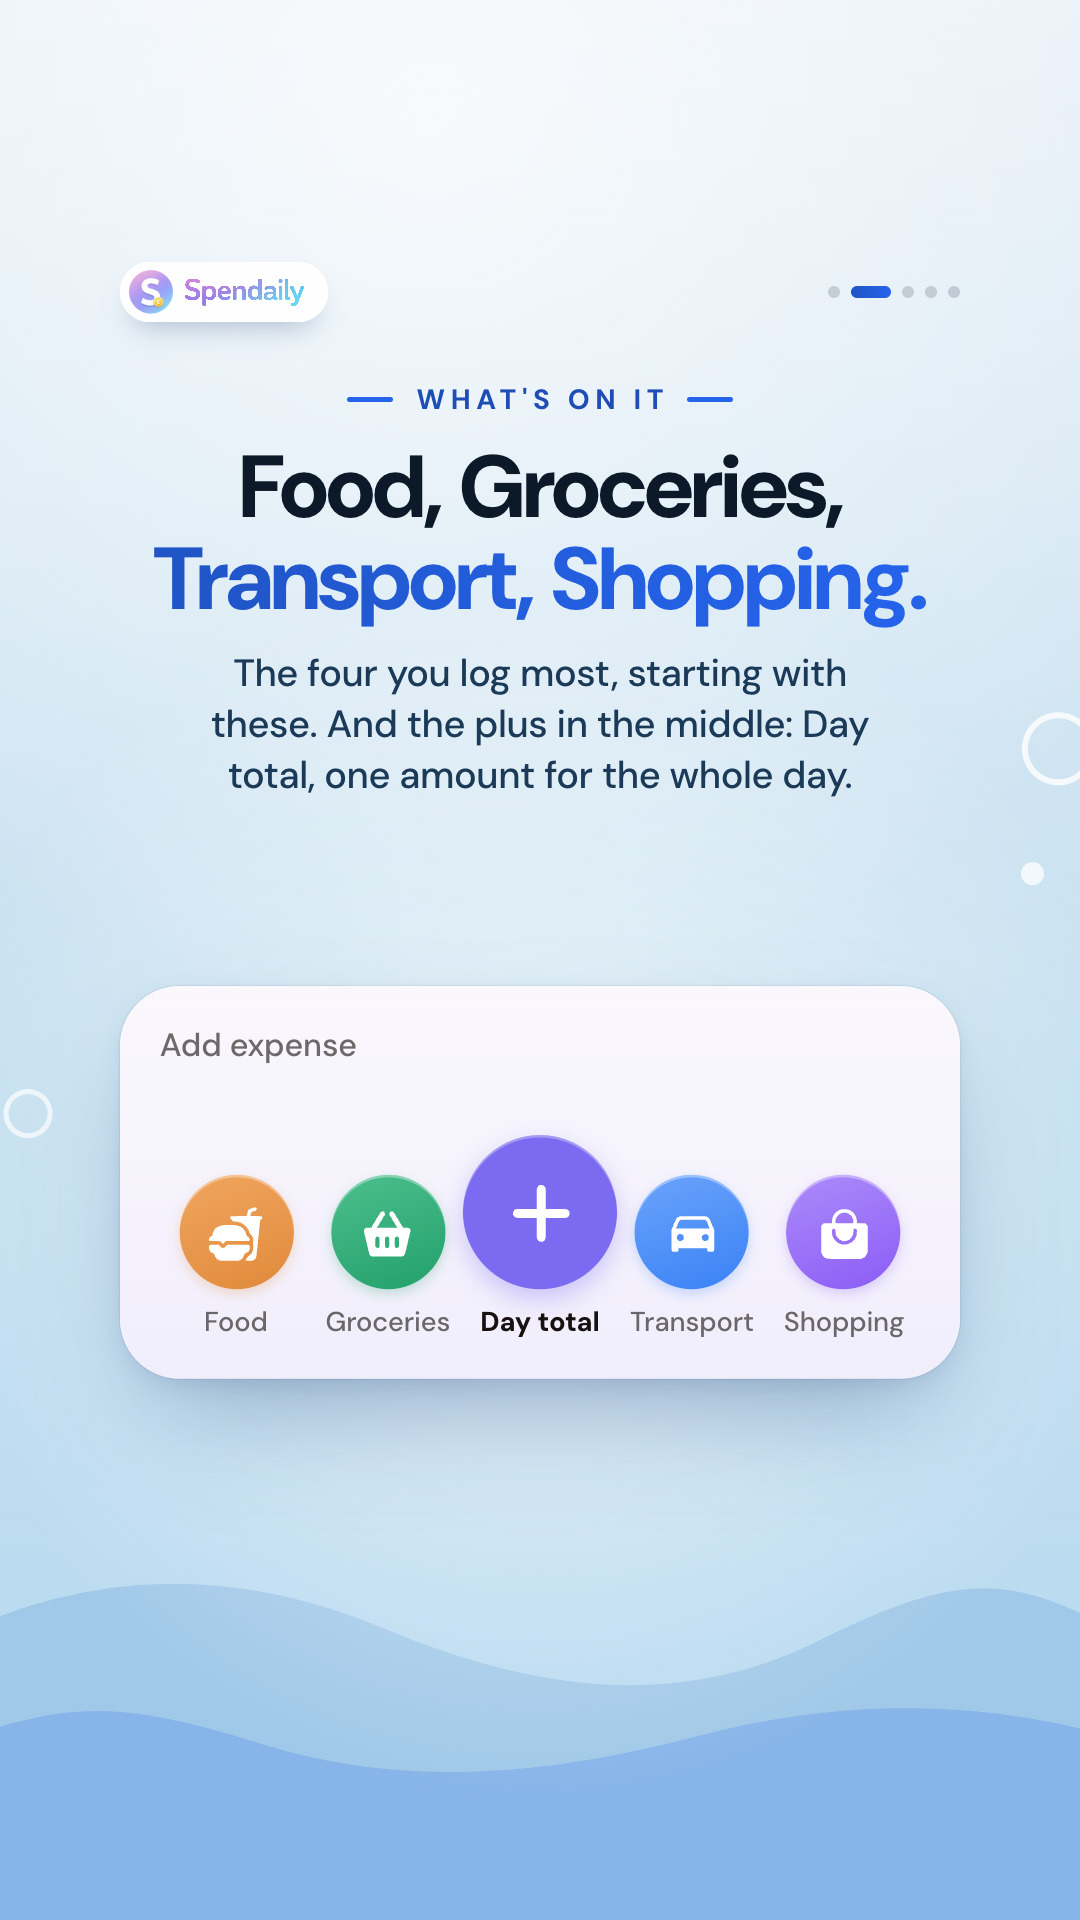 Spendaily
WHAT'S ON IT
Food, Groceries,
Transport, Shopping.
The four you log most, starting with
these. And the plus in the middle: Day
total, one amount for the whole day.
Add expense
Food
Groceries
Day total
Transport
Shopping